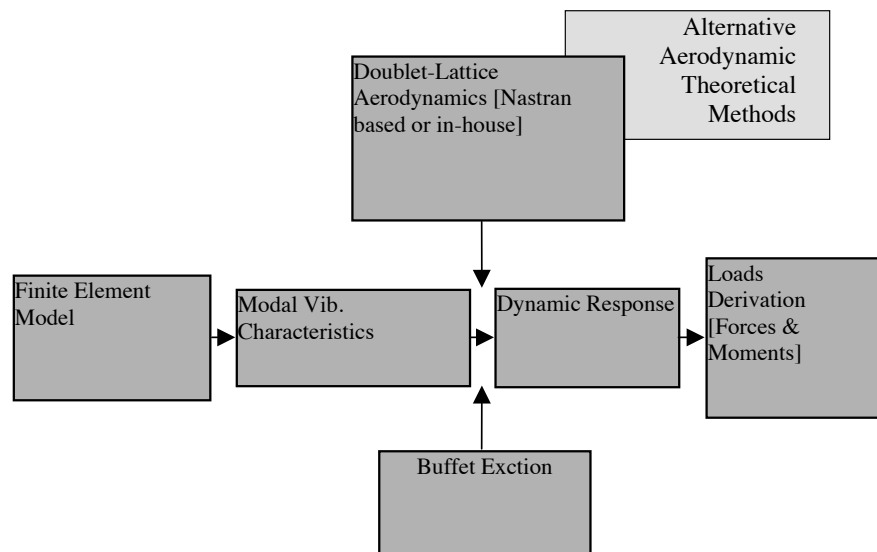 Alternative
Aerodynamic
Theoretical
Methods
Doublet-Lattice
Aerodynamics [Nastran
based or in-house]
Finite Element
Model
Modal Vib.
Characteristics
Dynamic Response
Loads
Derivation
[Forces &
Moments]
Buffet Exction